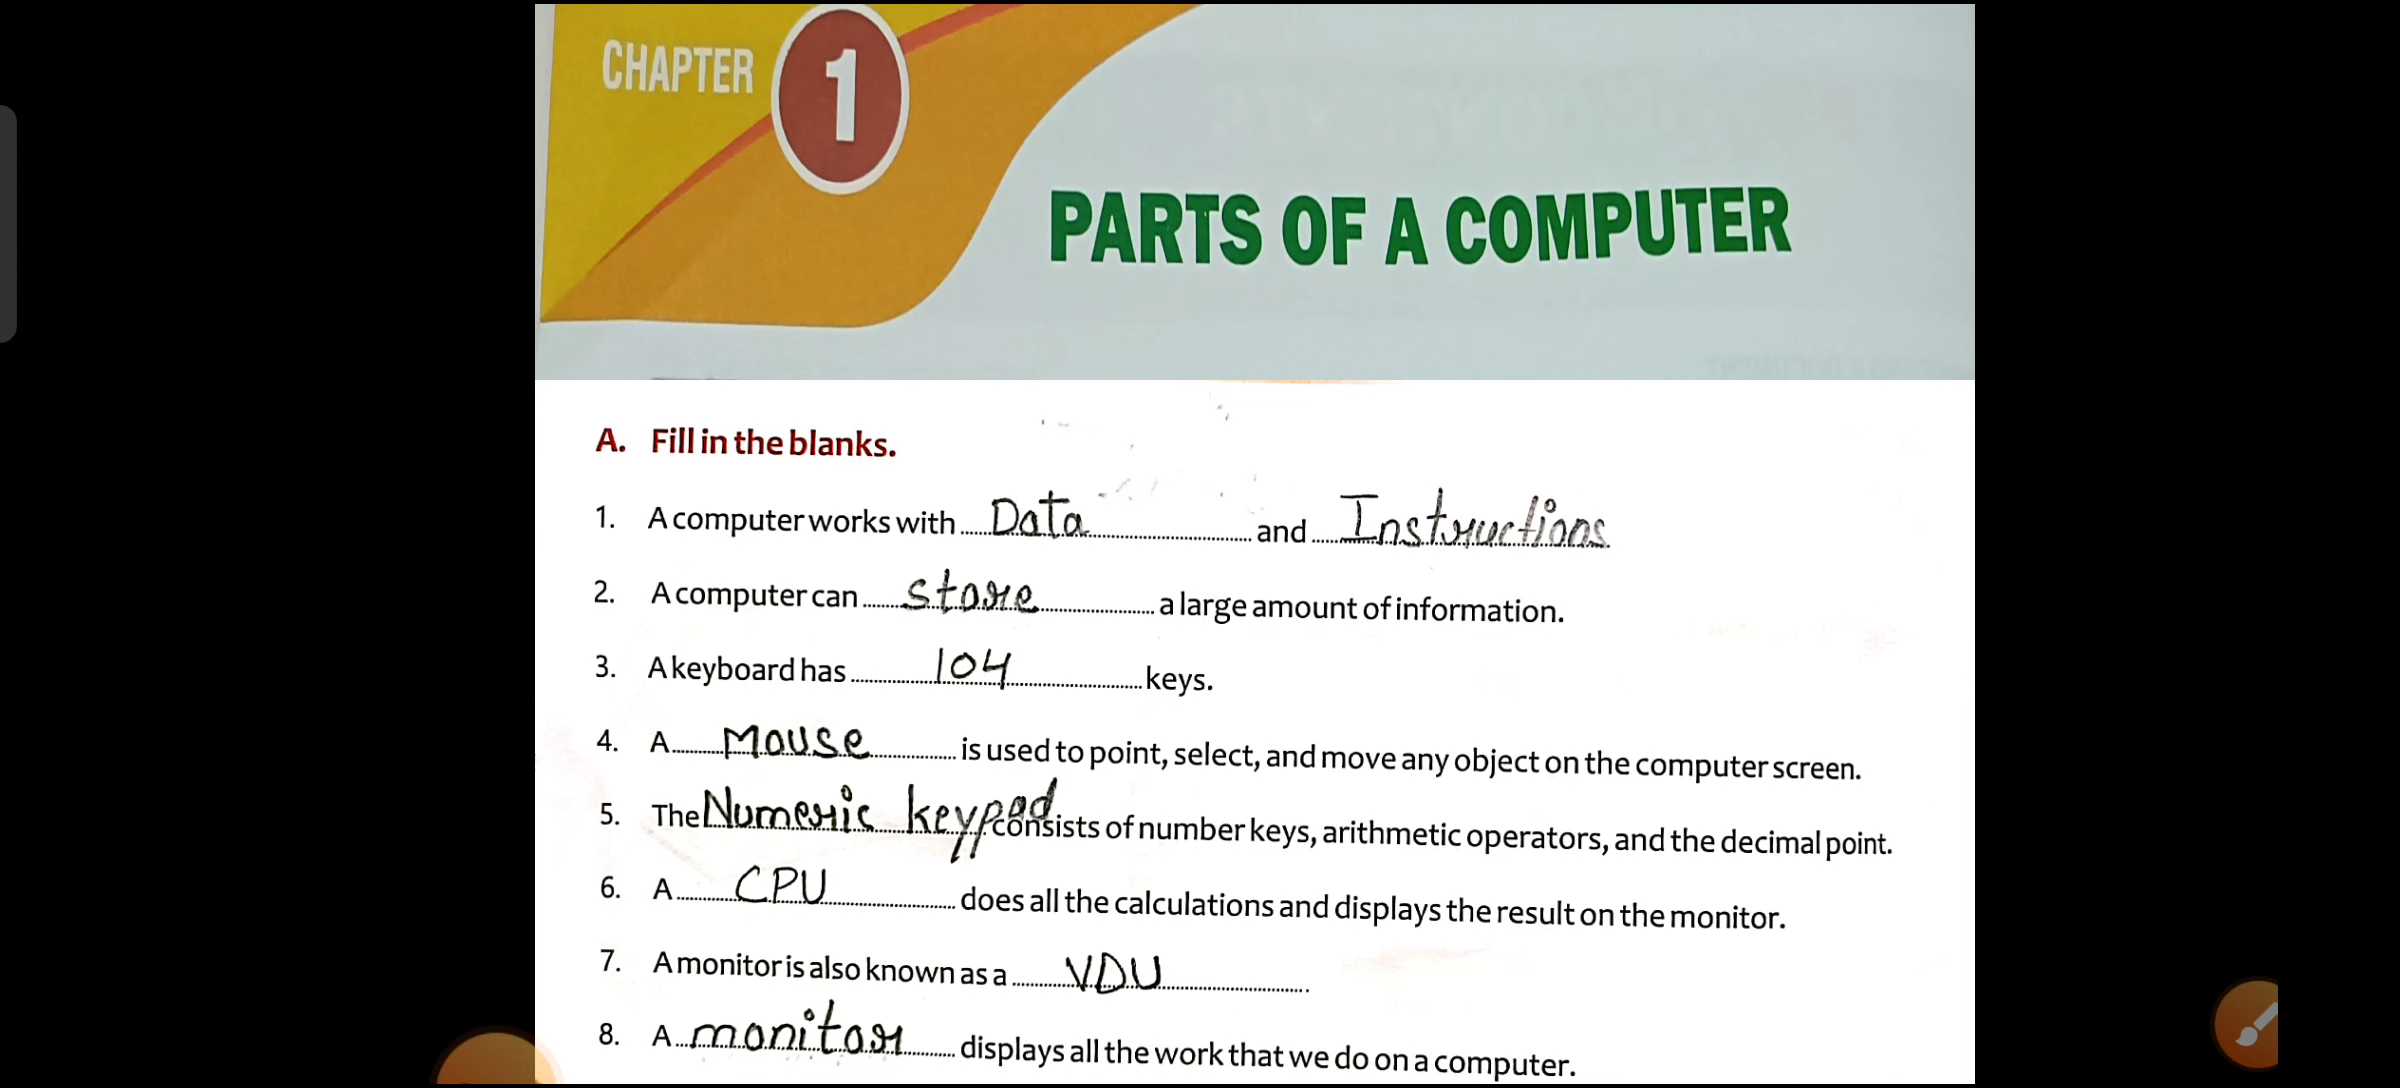 CHAPTER 1
PARTS OF A COMPUTER
A. Fill in the blanks.
1. A computer works with Data and Instructions
2. A computer can store a large amount of information.
3. A keyboard has 104 keys.
4. A Mouse is used to point, select, and move any object on the computer screen.
5. The Numeric keypad consists of number keys, arithmetic operators, and the decimal point.
6. A CPU does all the calculations and displays the result on the monitor.
7. A monitor is also known as a VDU.
8. A monitor displays all the work that we do on a computer.